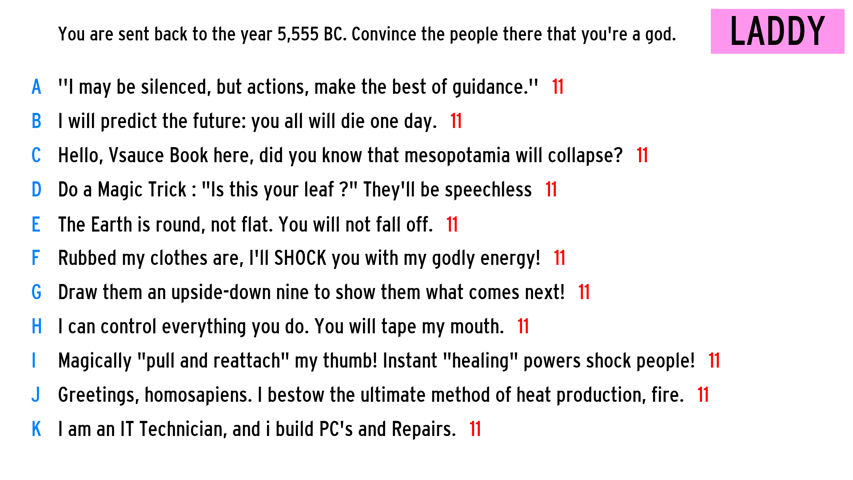 You are sent back to the year 5,555 BC. Convince the people there that you're a god.
LADDY
A "I may be silenced, but actions, make the best of guidance." 11
B I will predict the future: you all will die one day. 11
C Hello, Vsauce Book here, did you know that mesopotamia will collapse? 11
D Do a Magic Trick : "Is this your leaf ?" They'll be speechless 11
E The Earth is round, not flat. You will not fall off. 11
F Rubbed my clothes are, I'll SHOCK you with my godly energy! 11
G Draw them an upside-down nine to show them what comes next! 11
H I can control everything you do. You will tape my mouth. 11
I Magically "pull and reattach" my thumb! Instant "healing" powers shock people! 11
J Greetings, homosapiens. I bestow the ultimate method of heat production, fire. 11
K I am an IT Technician, and i build PC's and Repairs. 11